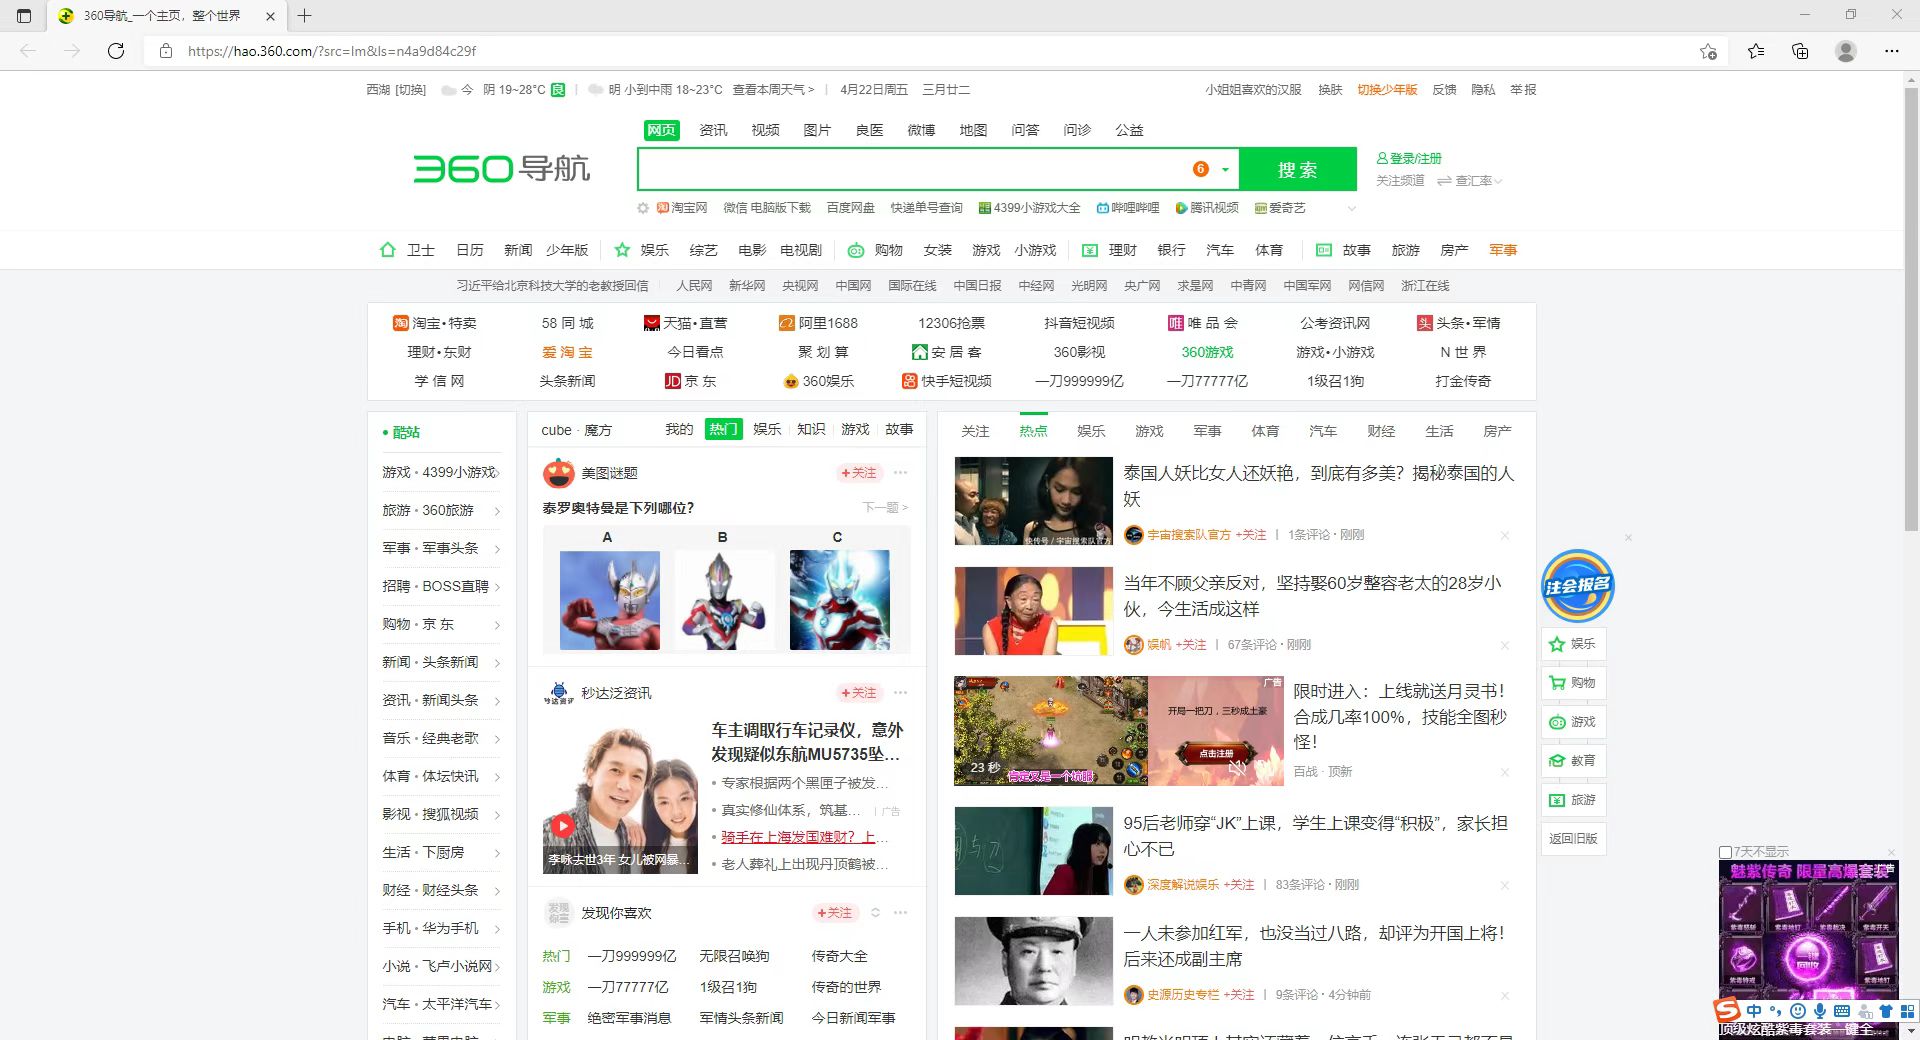 360导航_一个主页，整个世界
https://hao.360.com/?src=lm&ls=n4a9d84c29f
西湖 [切换] 今 阴 19~28°C 良 | 明 小到中雨 18~23°C 查看本周天气 > | 4月22日周五 三月廿二
小姐姐喜欢的汉服 换肤 切换少年版 反馈 隐私 举报
网页 资讯 视频 图片 良医 微博 地图 问答 问诊 公益
360导航
6 搜索
登录/注册
关注频道 查汇率
淘宝网 微信 电脑版下载 百度网盘 快递单号查询 4399小游戏大全 哔哩哔哩 腾讯视频 爱奇艺
卫士 日历 新闻 少年版 娱乐 综艺 电影 电视剧 购物 女装 游戏 小游戏 理财 银行 汽车 体育 故事 旅游 房产 军事
习近平给北京科技大学的老教授回信 人民网 新华网 央视网 中国网 国际在线 中国日报 中经网 光明网 央广网 求是网 中青网 中国军网 网信网 浙江在线
淘宝•特卖 58 同 城 天猫•直营 阿里1688 12306抢票 抖音短视频 唯 品 会 公考资讯网 头条•军情
理财•东财 爱 淘 宝 今日看点 聚 划 算 安 居 客 360影视 360游戏 游戏•小游戏 N 世 界
学 信 网 头条新闻 京 东 360娱乐 快手短视频 一刀999999亿 一刀77777亿 1级召1狗 打金传奇
• 酷站
游戏 • 4399小游戏
旅游 • 360旅游
军事 • 军事头条
招聘 • BOSS直聘
购物 • 京 东
新闻 • 头条新闻
资讯 • 新闻头条
音乐 • 经典老歌
体育 • 体坛快讯
影视 • 搜狐视频
生活 • 下厨房
财经 • 财经头条
手机 • 华为手机
小说 • 飞卢小说网
汽车 • 太平洋汽车
cube · 魔方 我的 热门 娱乐 知识 游戏 故事
美图谜题 +关注
泰罗奥特曼是下列哪位? 下一题 >
A B C
秒达泛资讯 +关注
车主调取行车记录仪，意外
发现疑似东航MU5735坠...
• 专家根据两个黑匣子被发...
• 真实修仙体系，筑基... | 广告
• 骑手在上海发国难财？上...
• 老人葬礼上出现丹顶鹤被...
李咏去世3年 女儿被网暴...
发现你喜欢 +关注
热门 一刀999999亿 无限召唤狗 传奇大全
游戏 一刀77777亿 1级召1狗 传奇的世界
军事 绝密军事消息 军情头条新闻 今日新闻军事
关注 热点 娱乐 游戏 军事 体育 汽车 财经 生活 房产
泰国人妖比女人还妖艳，到底有多美？揭秘泰国的人
妖
快传号 / 宇宙搜索队官方
宇宙搜索队官方 +关注 | 1条评论 · 刚刚
当年不顾父亲反对，坚持娶60岁整容老太的28岁小
伙，今生活成这样
娱帆 +关注 | 67条评论 · 刚刚
广告
开局一把刀，三秒成土豪
点击注册
23 秒
肯定又是一个坑服
限时进入：上线就送月灵书！
合成几率100%，技能全图秒
怪！
百战 · 顶新
95后老师穿“JK”上课，学生上课变得“积极”，家长担
心不已
深度解说娱乐 +关注 | 83条评论 · 刚刚
一人未参加红军，也没当过八路，却评为开国上将！
后来还成副主席
史源历史专栏 +关注 | 9条评论 · 4分钟前
注会报名
娱乐
购物
游戏
教育
旅游
返回旧版
7天不显示
魅紫传奇 限量高爆套装
一键
回收
中
顶级炫酷紫毒套装一键全